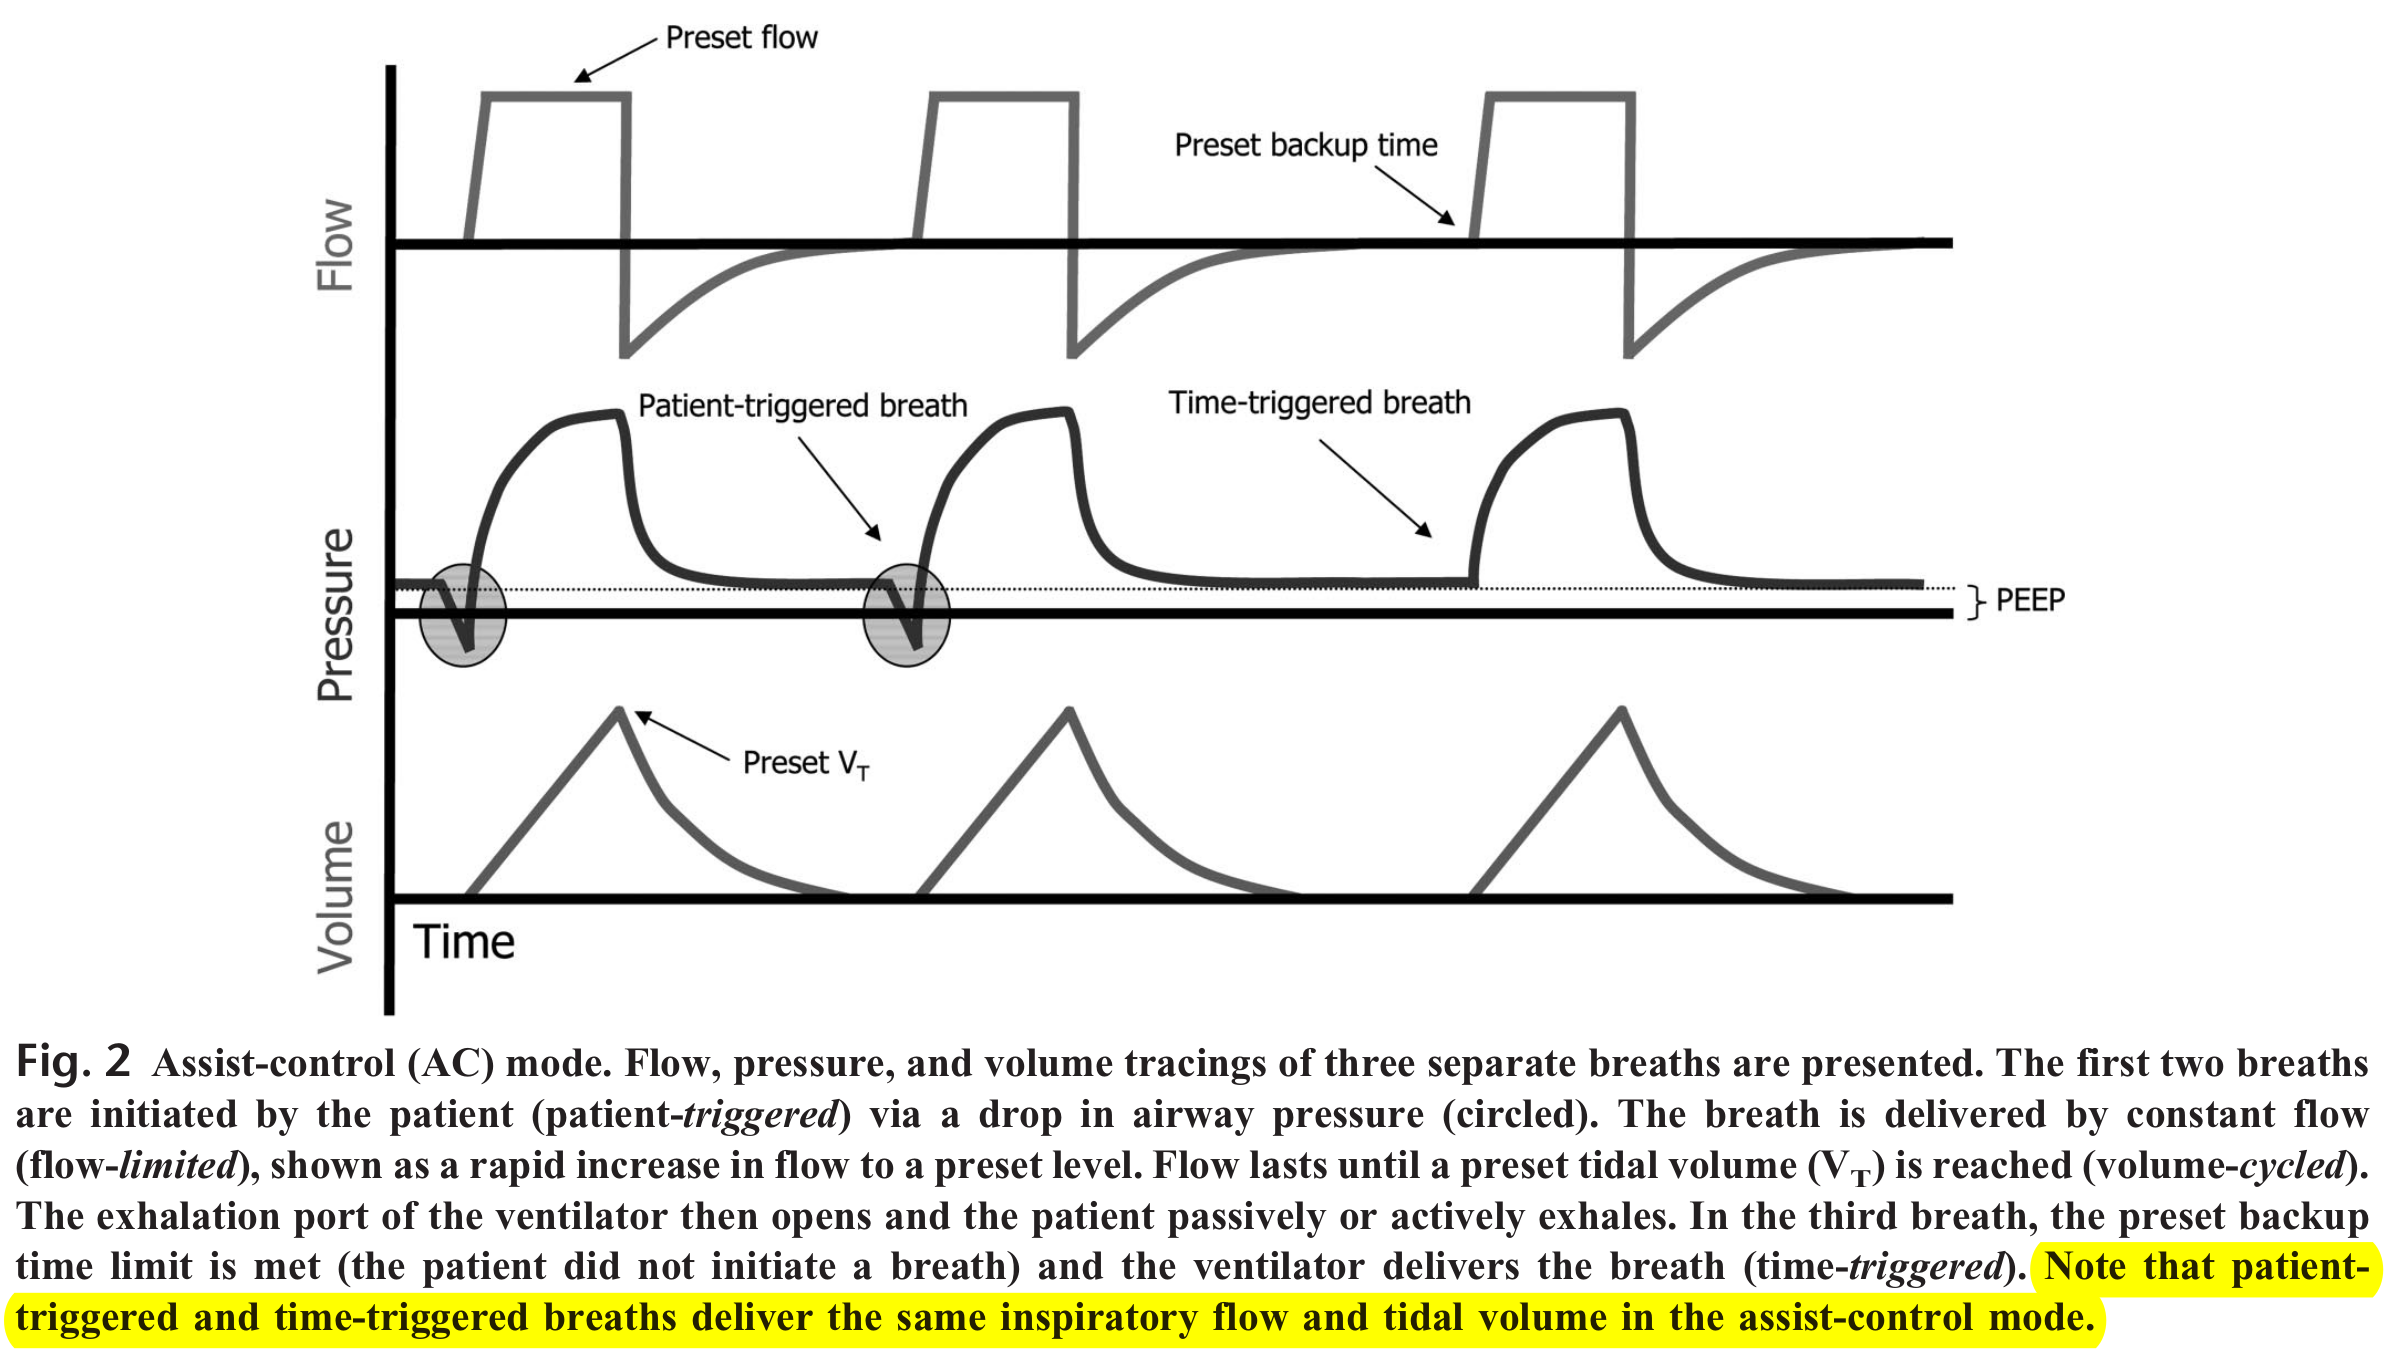 Preset flow
Preset backup time
Flow
Patient-triggered breath
Time-triggered breath
Pressure
PEEP
Preset VT
Volume
Time
Fig. 2 Assist-control (AC) mode. Flow, pressure, and volume tracings of three separate breaths are presented. The first two breaths
are initiated by the patient (patient-triggered) via a drop in airway pressure (circled). The breath is delivered by constant flow
(flow-limited), shown as a rapid increase in flow to a preset level. Flow lasts until a preset tidal volume (VT) is reached (volume-cycled).
The exhalation port of the ventilator then opens and the patient passively or actively exhales. In the third breath, the preset backup
time limit is met (the patient did not initiate a breath) and the ventilator delivers the breath (time-triggered). Note that patient-
triggered and time-triggered breaths deliver the same inspiratory flow and tidal volume in the assist-control mode.